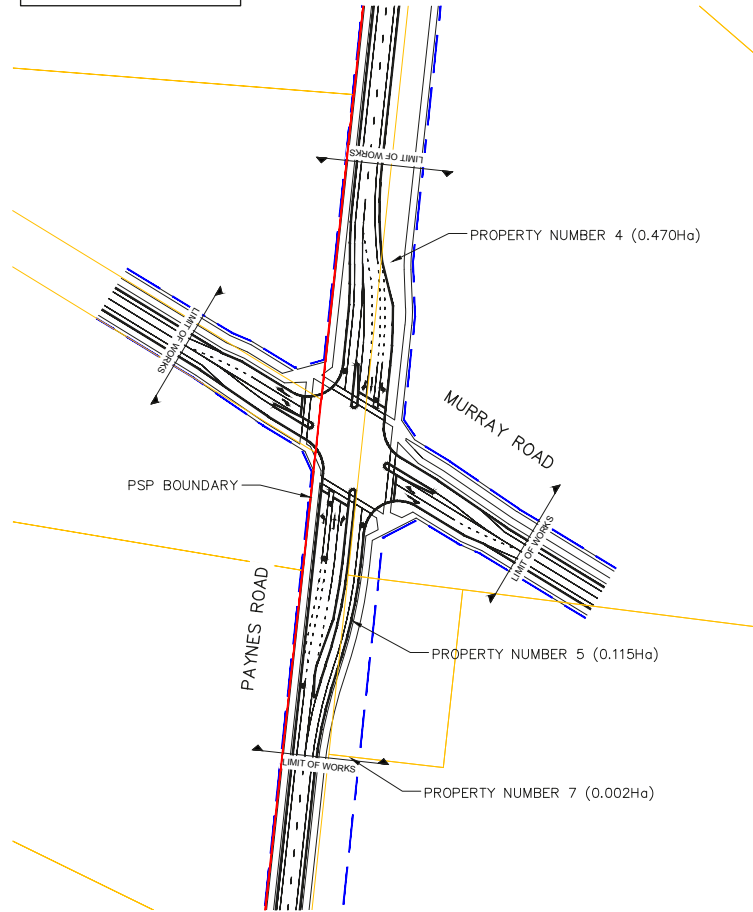 LIMIT OF WORKS
PROPERTY NUMBER 4 (0.470Ha)
LIMIT OF WORKS
MURRAY ROAD
PSP BOUNDARY
LIMIT OF WORKS
PAYNES ROAD
PROPERTY NUMBER 5 (0.115Ha)
LIMIT OF WORKS
PROPERTY NUMBER 7 (0.002Ha)